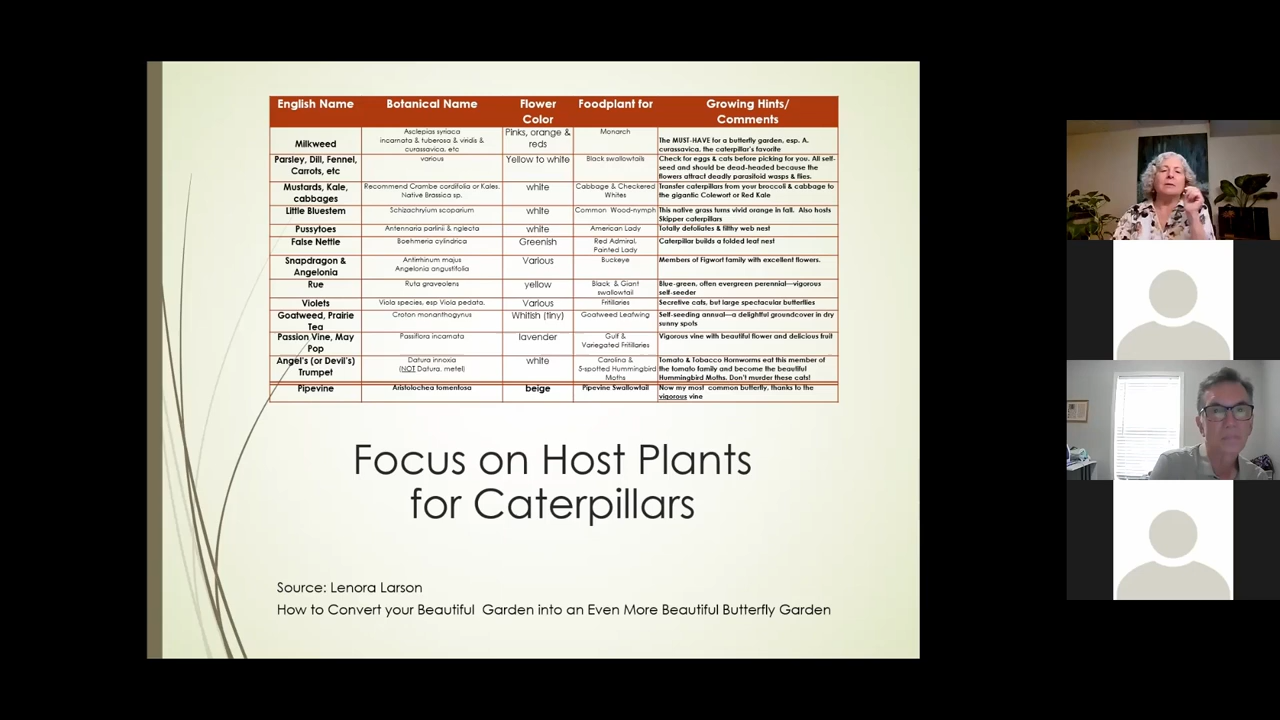 English Name Botanical Name Flower Color Foodplant for Growing Hints/ Comments
Milkweed Asclepias syriaca incarnata & tuberosa & viridis & curassavica, etc Pinks, orange & reds Monarch The MUST-HAVE for a butterfly garden, esp. A. curassavica, the caterpillar's favorite
Parsley, Dill, Fennel, Carrots, etc various Yellow to white Black swallowtails Check for eggs & cats before picking for you. All self-seed and should be dead-headed because the flowers attract deadly parasitoid wasps & flies.
Mustards, Kale, cabbages Recommend Crambe cordifolia or Kales. Native Brassica sp. white Cabbage & Checkered Whites Transfer caterpillars from your broccoli & cabbage to the gigantic Colewort or Red Kale
Little Bluestem Schizachryium scoparium white Common Wood-nymph This native grass turns vivid orange in fall. Also hosts Skipper caterpillars
Pussytoes Antennaria parlinii & nglecta white American Lady Totally defoliates & filthy web nest
False Nettle Boehmeria cylindrica Greenish Red Admiral, Painted Lady Caterpillar builds a folded leaf nest
Snapdragon & Angelonia Antirrhinum majus Angelonia angustifolia Various Buckeye Members of Figwort family with excellent flowers.
Rue Ruta graveolens yellow Black & Giant swallowtail Blue-green, often evergreen perennial—vigorous self-seeder
Violets Viola species, esp Viola pedata. Various Fritillaries Secretive cats, but large spectacular butterflies
Goatweed, Prairie Tea Croton monanthogynus Whitish (tiny) Goatweed Leafwing Self-seeding annual—a delightful groundcover in dry sunny spots
Passion Vine, May Pop Passiflora incarnata lavender Gulf & Variegated Fritillaries Vigorous vine with beautiful flower and delicious fruit
Angel's (or Devil's) Trumpet Datura innoxia (NOT Datura. metel) white Carolina & 5-spotted Hummingbird Moths Tomato & Tobacco Hornworms eat this member of the tomato family and become the beautiful Hummingbird Moths. Don't murder these cats!
Pipevine Aristolochea tomentosa beige Pipevine Swallowtail Now my most common butterfly, thanks to the vigorous vine
Focus on Host Plants
for Caterpillars
Source: Lenora Larson
How to Convert your Beautiful Garden into an Even More Beautiful Butterfly Garden